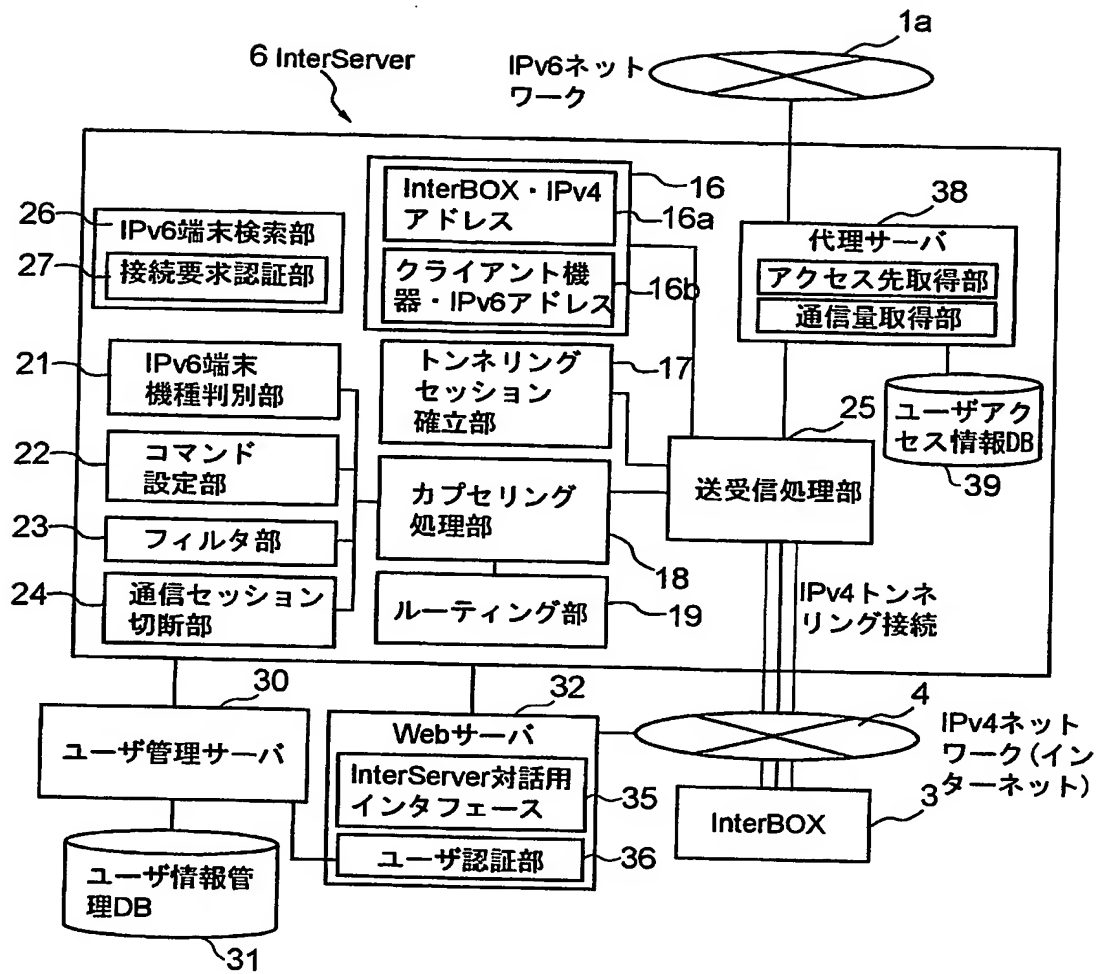 1a
6 InterServer
IPv6ネット
ワーク
InterBOX・IPv4
アドレス
16
16a
クライアント機
器・IPv6アドレス
16b
26
IPv6端末検索部
27
接続要求認証部
38
代理サーバ
アクセス先取得部
通信量取得部
21
IPv6端末
機種判別部
トンネリング
セッション
確立部
17
25
ユーザアク
セス情報DB
39
22
コマンド
設定部
カプセリング
処理部
18
送受信処理部
23
フィルタ部
24
通信セッション
切断部
ルーティング部
19
IPv4トンネ
リング接続
30
ユーザ管理サーバ
32
Webサーバ
InterServer対話用
インタフェース
35
ユーザ認証部
36
4
IPv4ネット
ワーク(イン
ターネット)
InterBOX
3
ユーザ情報管
理DB
31